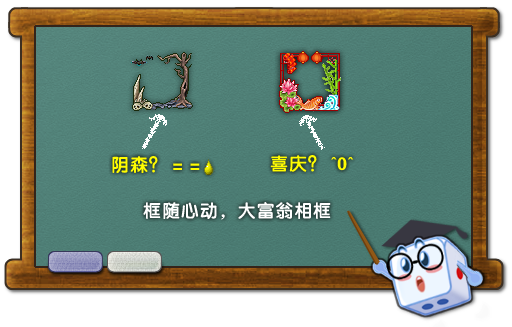 阴森? = =
喜庆? ^0^
框随心动，大富翁相框